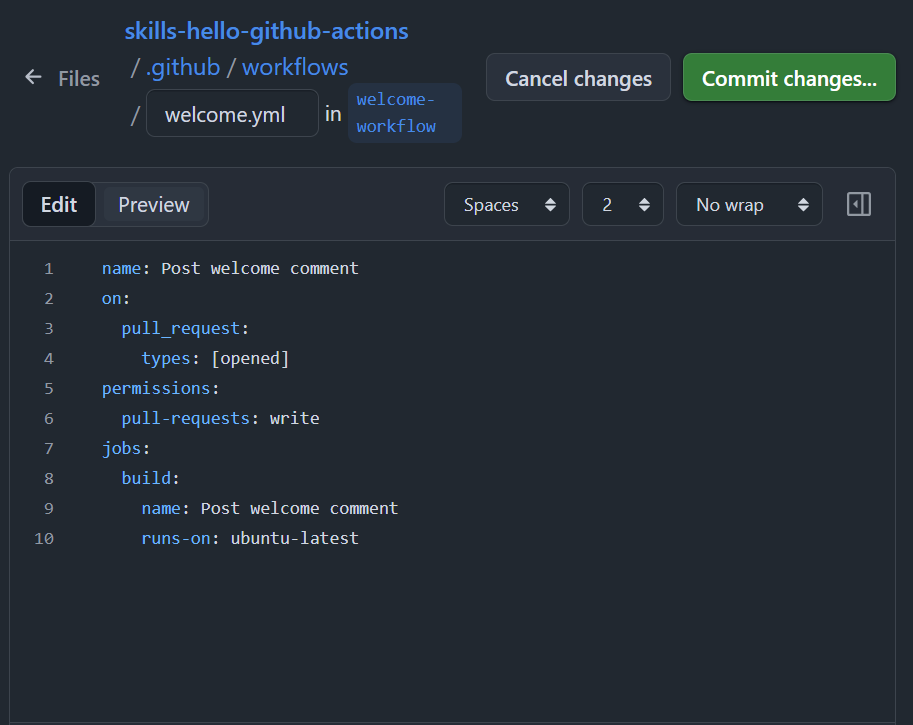 skills-hello-github-actions
← Files / .github / workflows
/ welcome.yml in welcome-workflow
Cancel changes
Commit changes...
Edit Preview Spaces 2 No wrap
1 name: Post welcome comment
2 on:
3   pull_request:
4     types: [opened]
5 permissions:
6   pull-requests: write
7 jobs:
8   build:
9     name: Post welcome comment
10     runs-on: ubuntu-latest